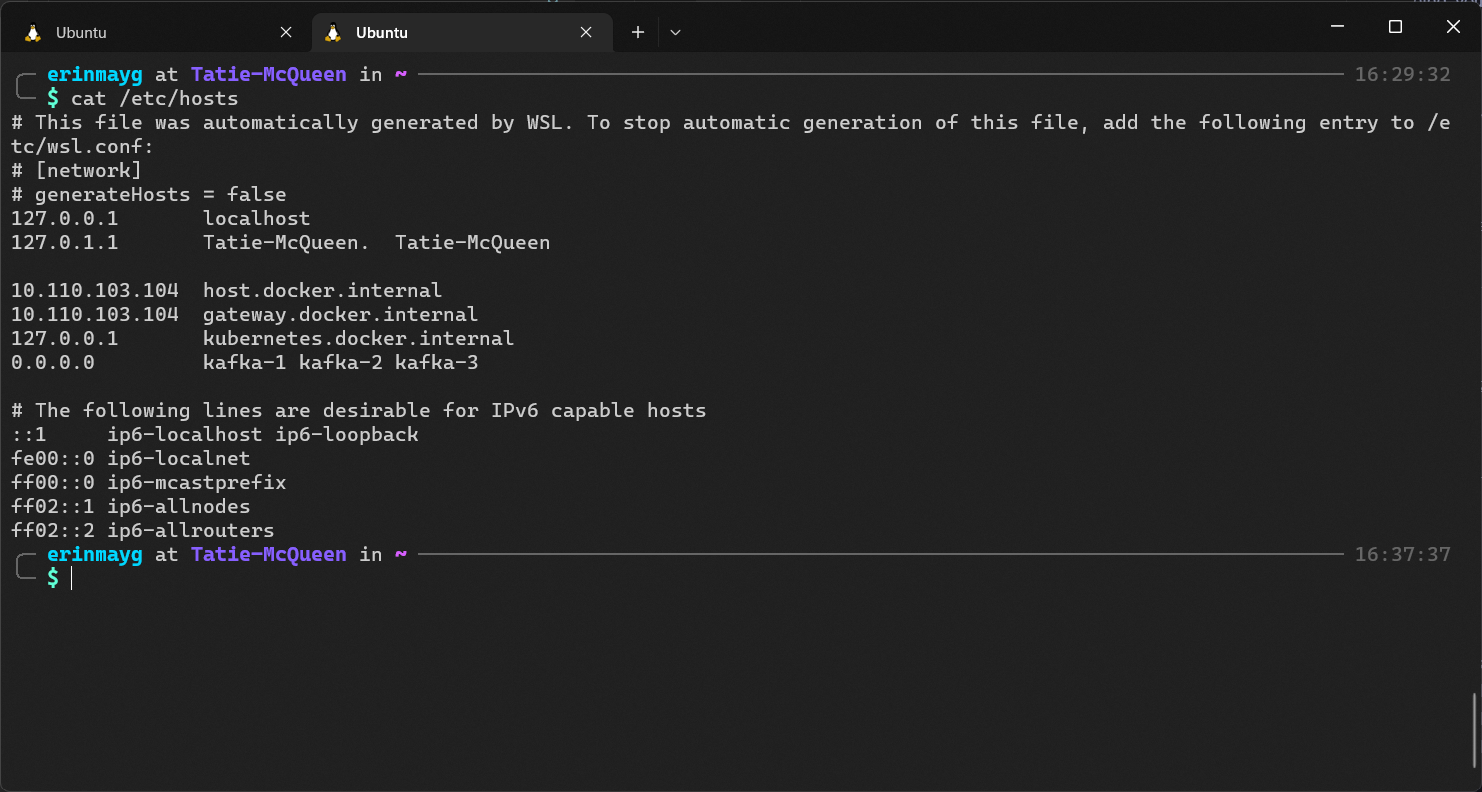 Ubuntu
Ubuntu
erinmayg at Tatie-McQueen in ~ 16:29:32
$ cat /etc/hosts
# This file was automatically generated by WSL. To stop automatic generation of this file, add the following entry to /e
tc/wsl.conf:
# [network]
# generateHosts = false
127.0.0.1       localhost
127.0.1.1       Tatie-McQueen.  Tatie-McQueen
10.110.103.104  host.docker.internal
10.110.103.104  gateway.docker.internal
127.0.0.1       kubernetes.docker.internal
0.0.0.0         kafka-1 kafka-2 kafka-3
# The following lines are desirable for IPv6 capable hosts
::1     ip6-localhost ip6-loopback
fe00::0 ip6-localnet
ff00::0 ip6-mcastprefix
ff02::1 ip6-allnodes
ff02::2 ip6-allrouters
erinmayg at Tatie-McQueen in ~ 16:37:37
$